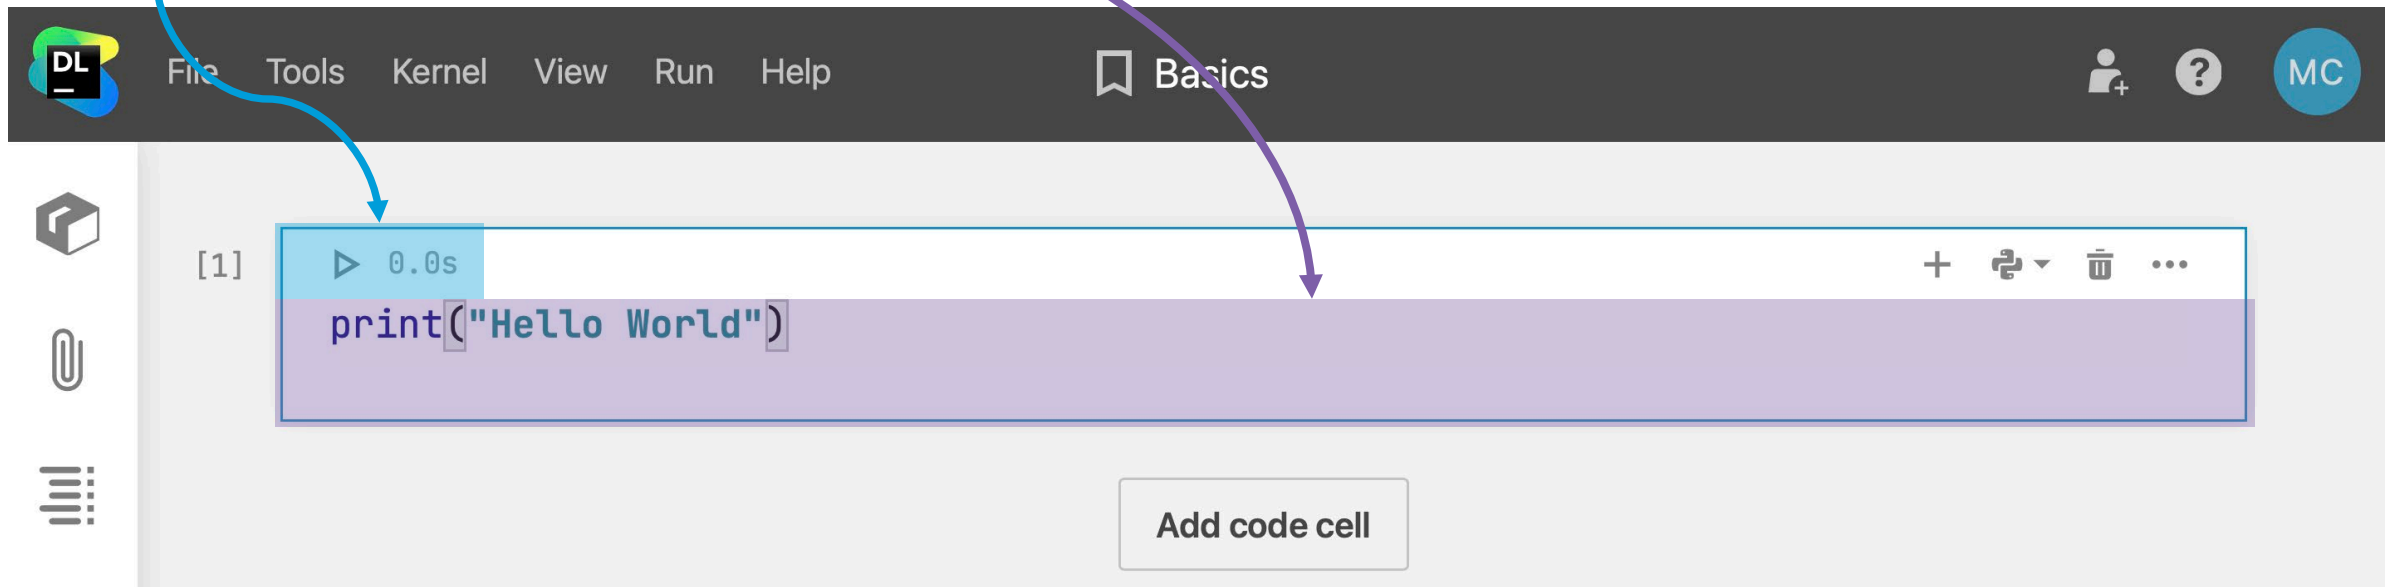 DL
File Tools Kernel View Run Help
Basics
?
MC
[1]
0.0s
print("Hello World")
Add code cell